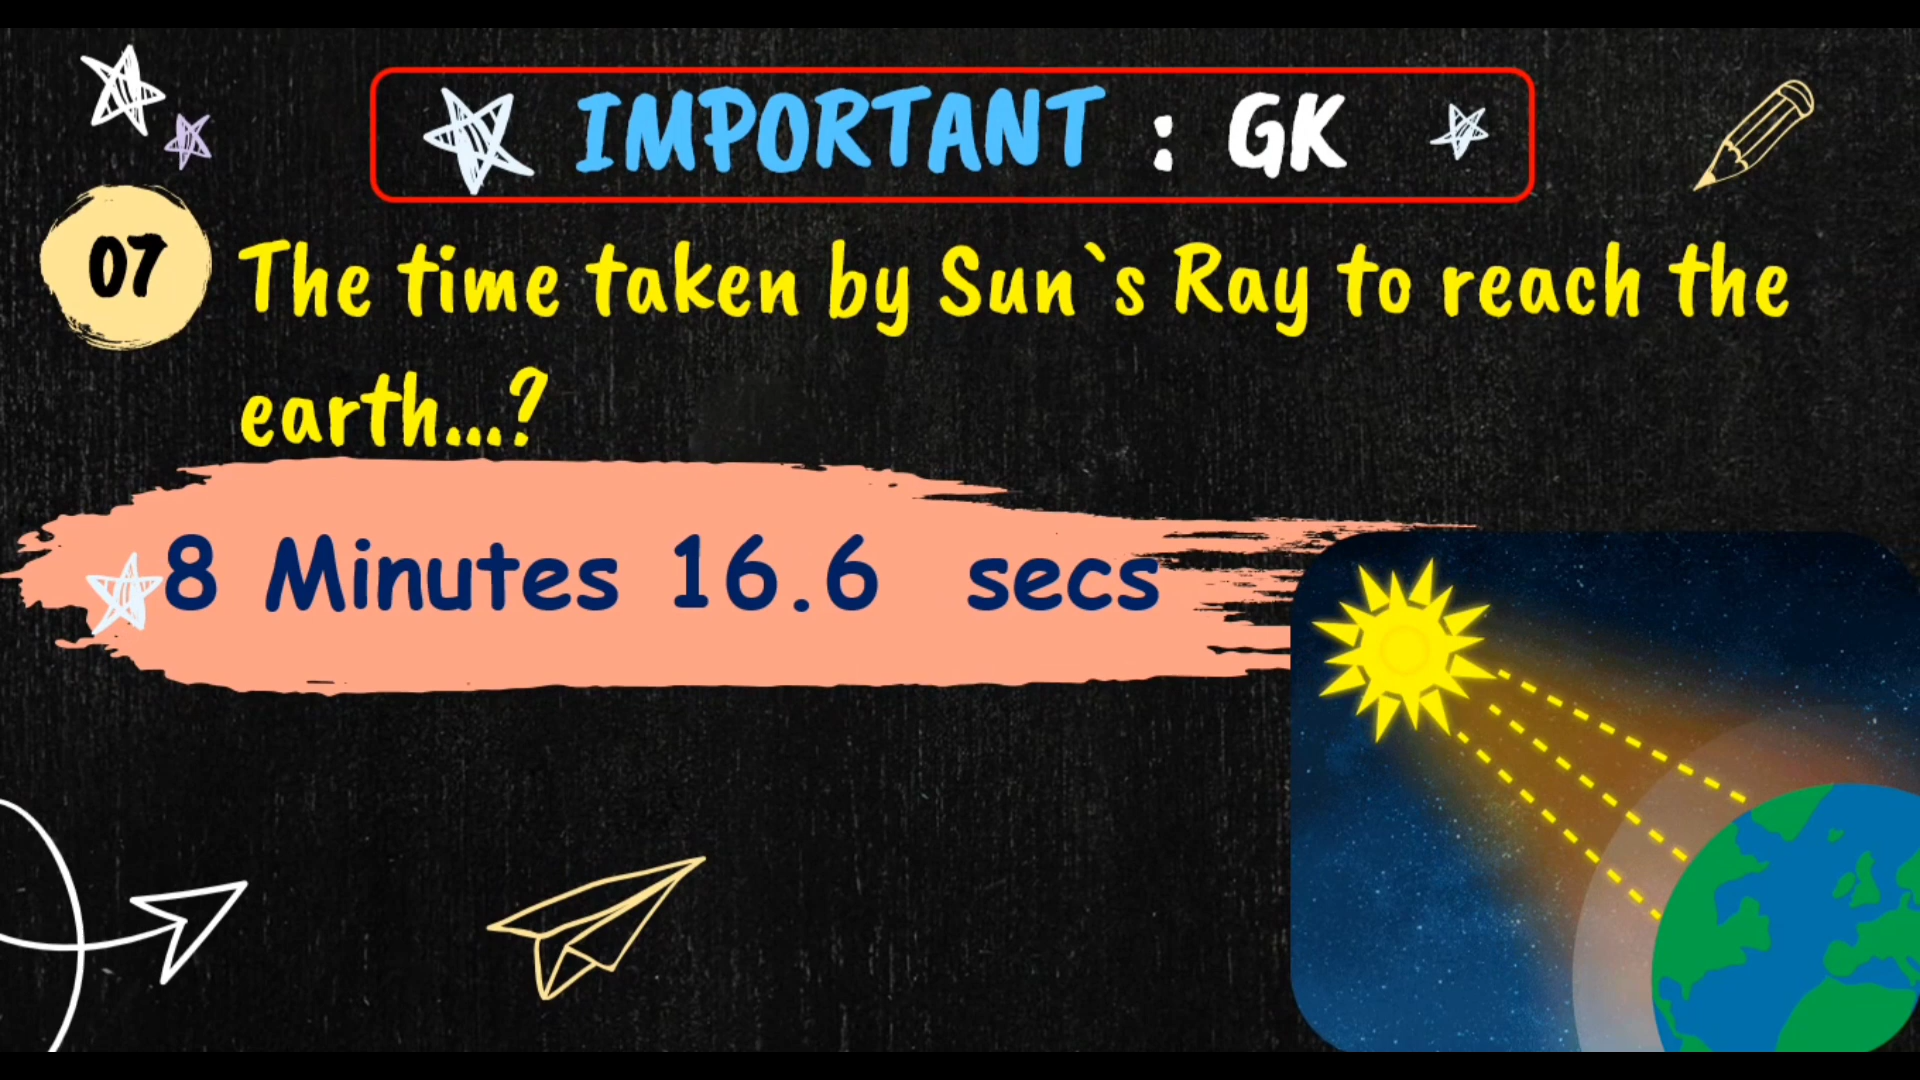 IMPORTANT : GK
07
The time taken by Sun`s Ray to reach the
earth...?
8 Minutes 16.6 secs